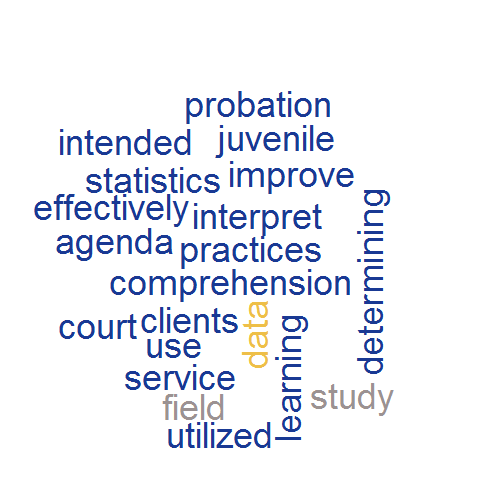 probation
intended juvenile
statistics improve
effectively interpret
agenda practices
comprehension
determining
court clients
use
data
learning
service
field study
utilized